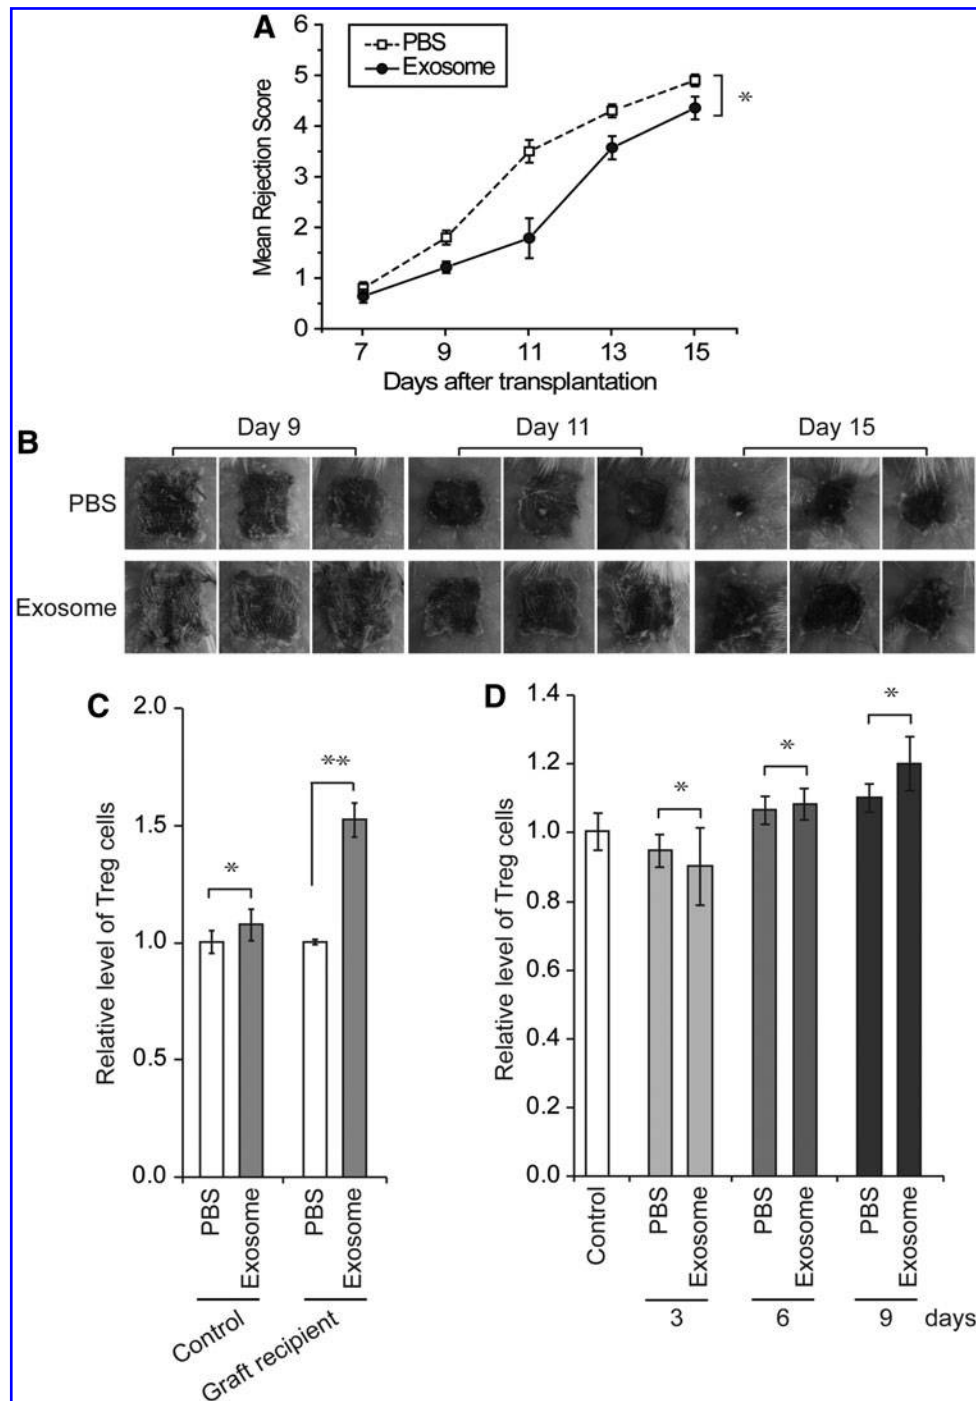 A
6
5
4
3
2
1
0
Mean Rejection Score
PBS
Exosome
*
7 9 11 13 15
Days after transplantation
B
Day 9 Day 11 Day 15
PBS
Exosome
C
2.0
1.5
1.0
0.5
0.0
Relative level of Treg cells
*
**
PBS Exosome PBS Exosome
Control Graft recipient
D
1.4
1.2
1.0
0.8
0.6
0.4
0.2
0.0
Relative level of Treg cells
*
*
*
Control PBS Exosome PBS Exosome PBS Exosome
3 6 9 days